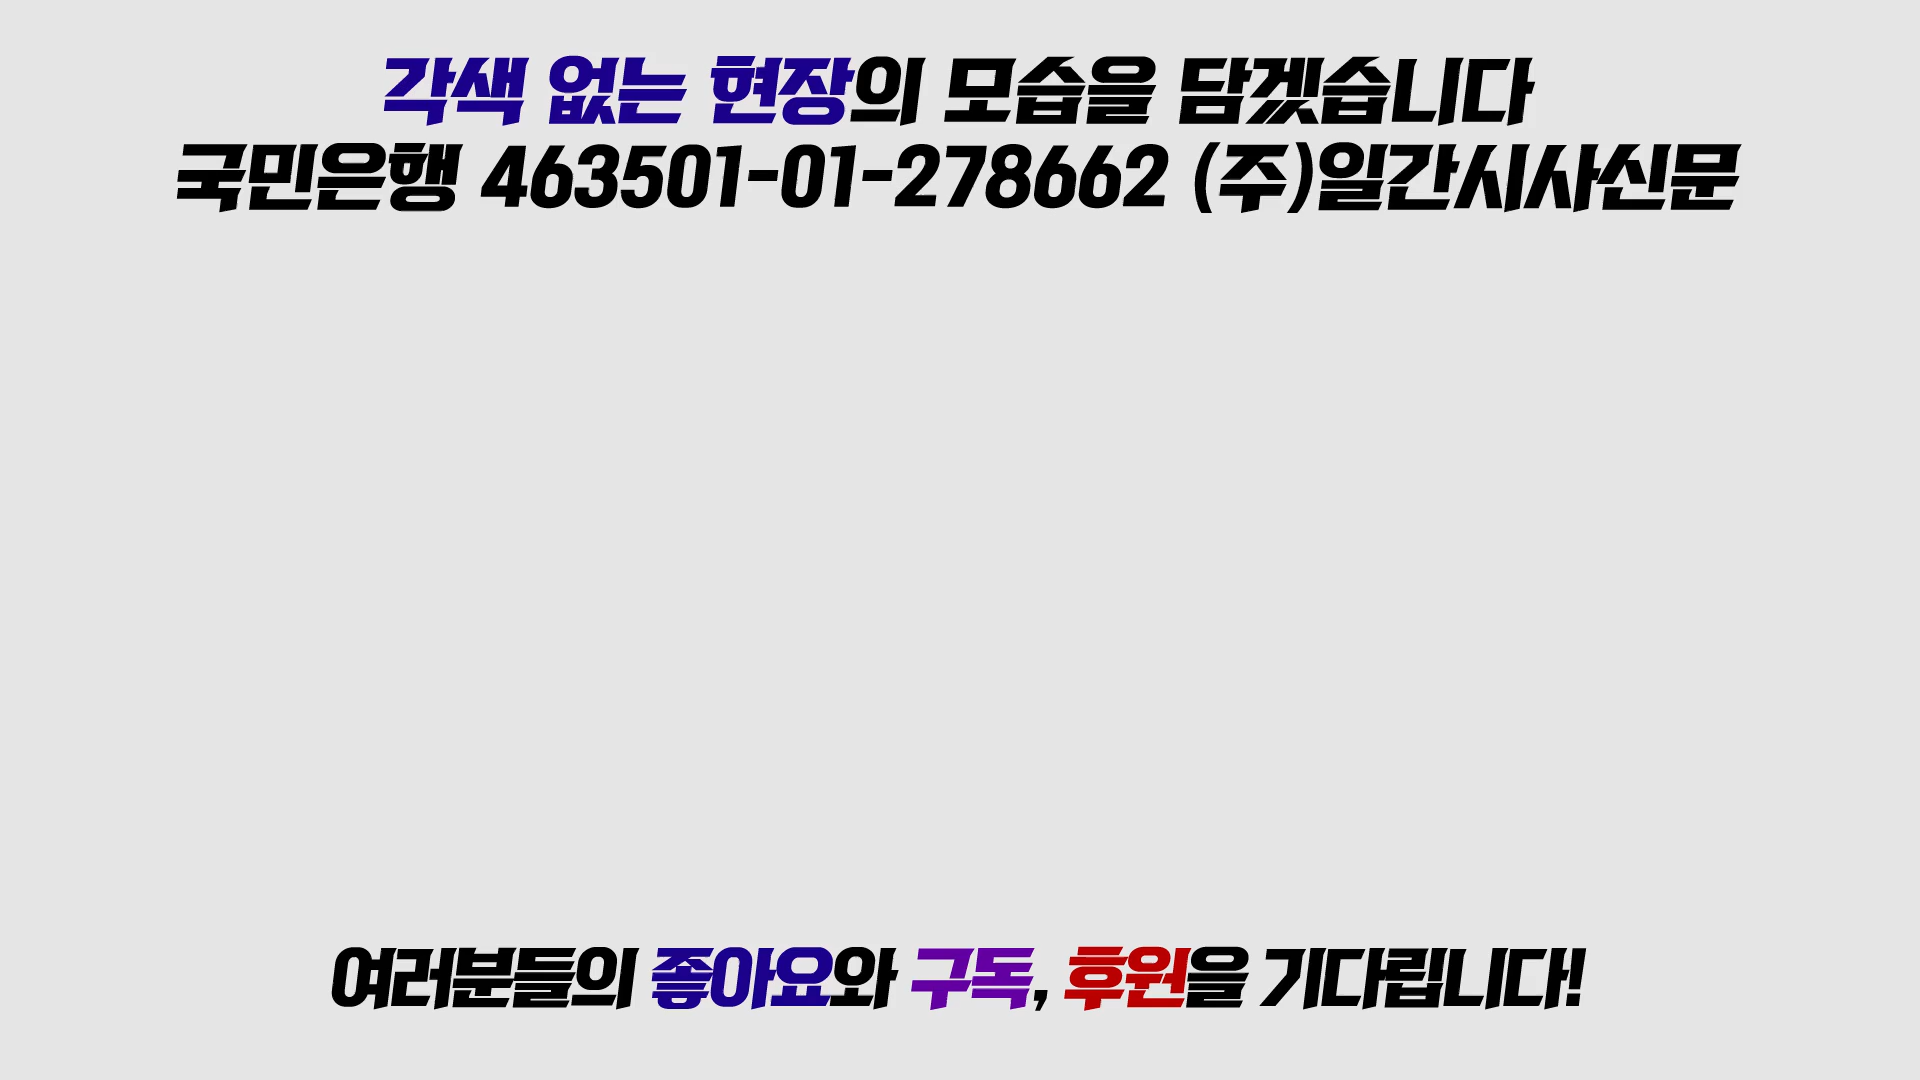 각색 없는 현장의 모습을 담겠습니다
국민은행 463501-01-278662 (주)일간시사신문
여러분들의 좋아요와 구독, 후원을 기다립니다!